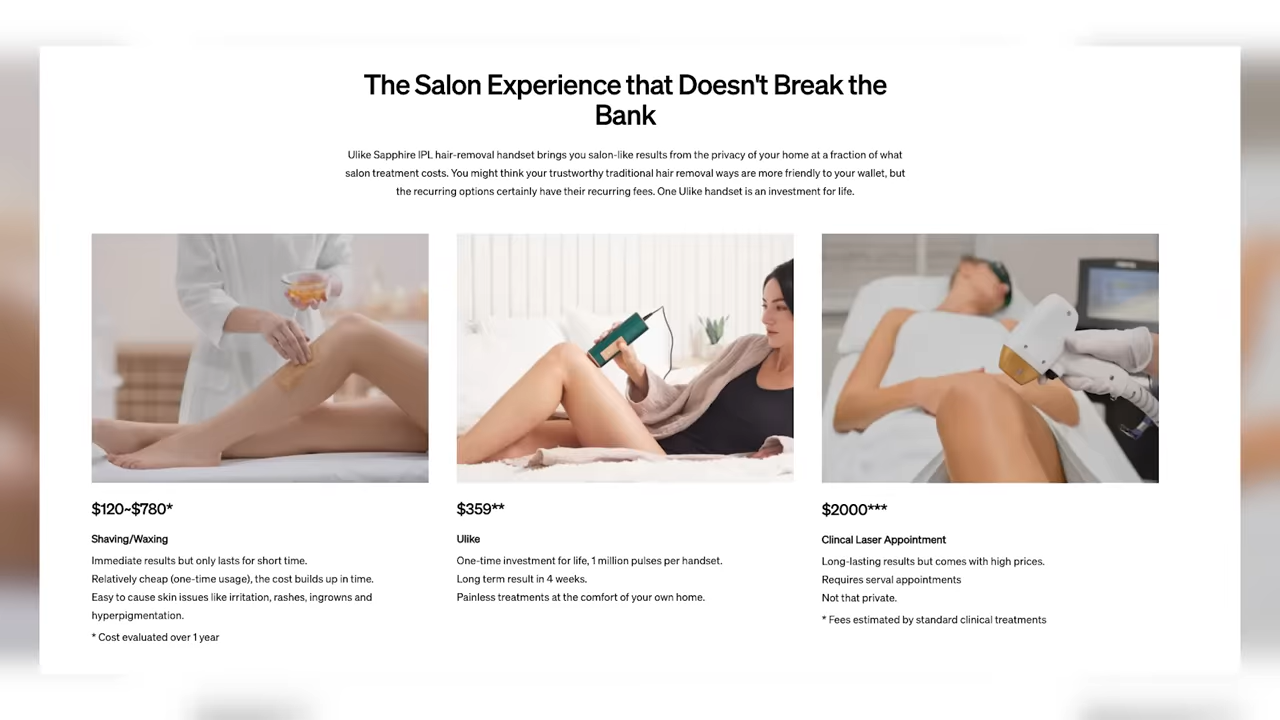 The Salon Experience that Doesn't Break the
Bank
Ulike Sapphire IPL hair-removal handset brings you salon-like results from the privacy of your home at a fraction of what
salon treatment costs. You might think your trustworthy traditional hair removal ways are more friendly to your wallet, but
the recurring options certainly have their recurring fees. One Ulike handset is an investment for life.
$120~$780*
Shaving/Waxing
Immediate results but only lasts for short time.
Relatively cheap (one-time usage), the cost builds up in time.
Easy to cause skin issues like irritation, rashes, ingrowns and
hyperpigmentation.
* Cost evaluated over 1 year
$359**
Ulike
One-time investment for life, 1 million pulses per handset.
Long term result in 4 weeks.
Painless treatments at the comfort of your own home.
$2000***
Clincal Laser Appointment
Long-lasting results but comes with high prices.
Requires serval appointments
Not that private.
* Fees estimated by standard clinical treatments